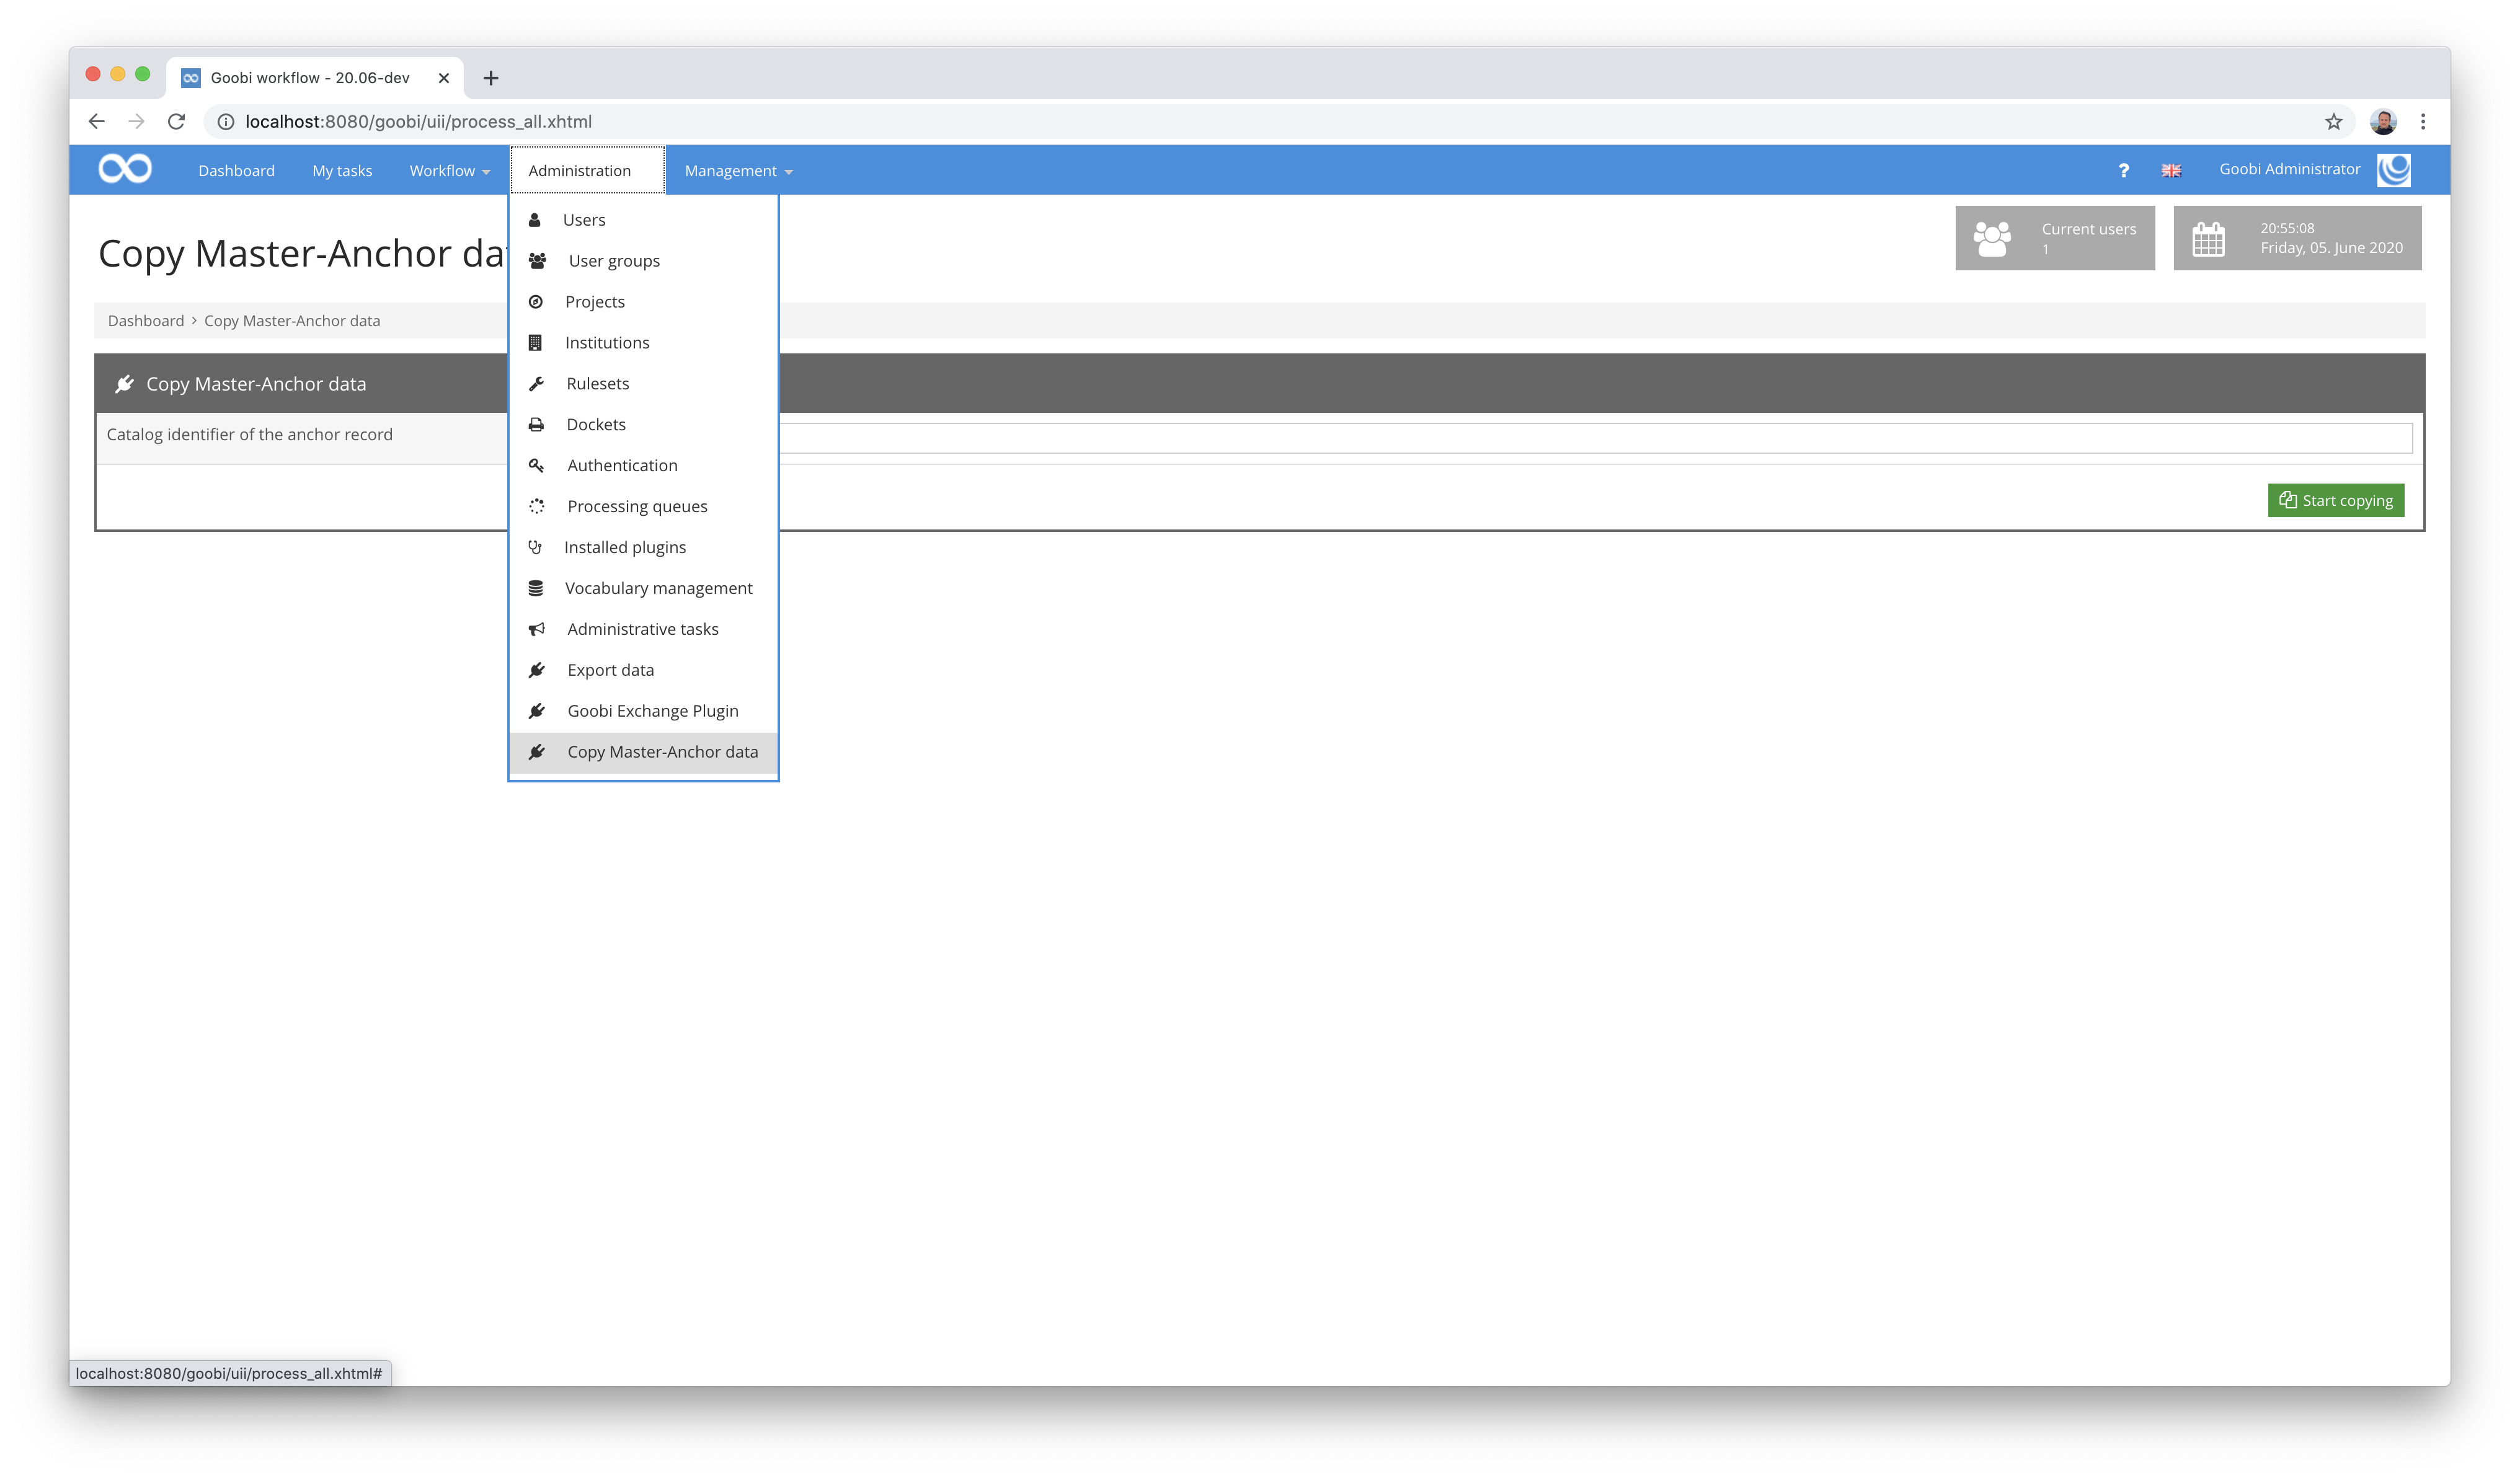 Goobi workflow - 20.06-dev
localhost:8080/goobi/uii/process_all.xhtml
Dashboard My tasks Workflow Administration Management ? Goobi Administrator
Copy Master-Anchor da
Current users
1
20:55:08
Friday, 05. June 2020
Dashboard > Copy Master-Anchor data
Copy Master-Anchor data
Catalog identifier of the anchor record
Start copying
Users
User groups
Projects
Institutions
Rulesets
Dockets
Authentication
Processing queues
Installed plugins
Vocabulary management
Administrative tasks
Export data
Goobi Exchange Plugin
Copy Master-Anchor data
localhost:8080/goobi/uii/process_all.xhtml#